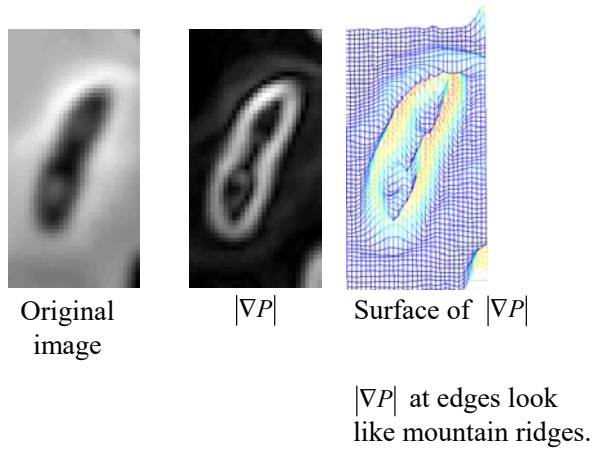 Original
image
|∇P|
Surface of |∇P|
|∇P| at edges look
like mountain ridges.